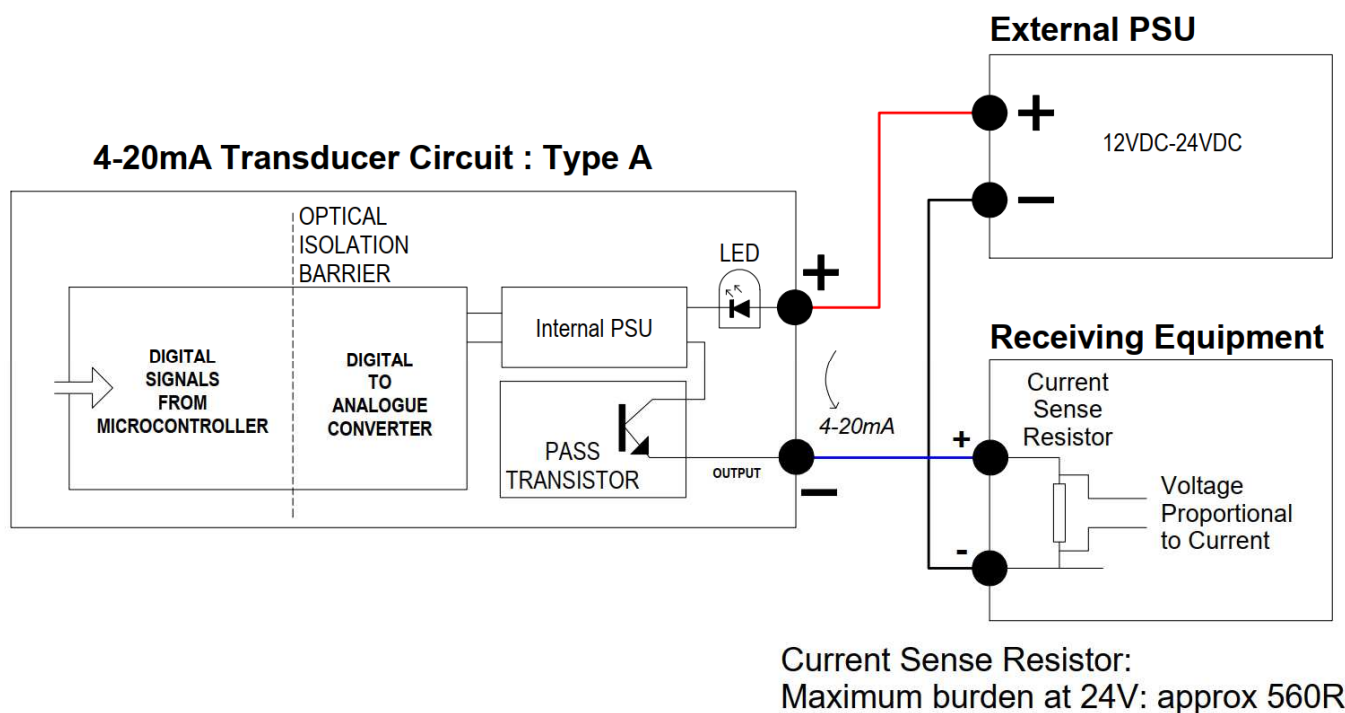 External PSU
+
12VDC-24VDC
−
4-20mA Transducer Circuit : Type A
OPTICAL
ISOLATION
BARRIER
LED
+
Internal PSU
DIGITAL
SIGNALS
FROM
MICROCONTROLLER
DIGITAL
TO
ANALOGUE
CONVERTER
PASS
TRANSISTOR
OUTPUT
−
4-20mA
Receiving Equipment
Current
Sense
Resistor
+
-
Voltage
Proportional
to Current
Current Sense Resistor:
Maximum burden at 24V: approx 560R